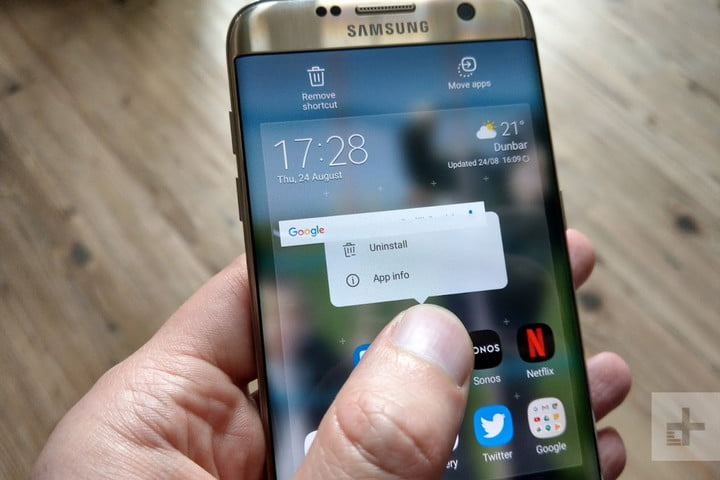 SAMSUNG
Remove
shortcut
Move apps
17:28
Thu, 24 August
21°
Dunbar
Updated 24/08 16:09
Google
Uninstall
App info
Sonos
Netflix
N
Twitter
Google